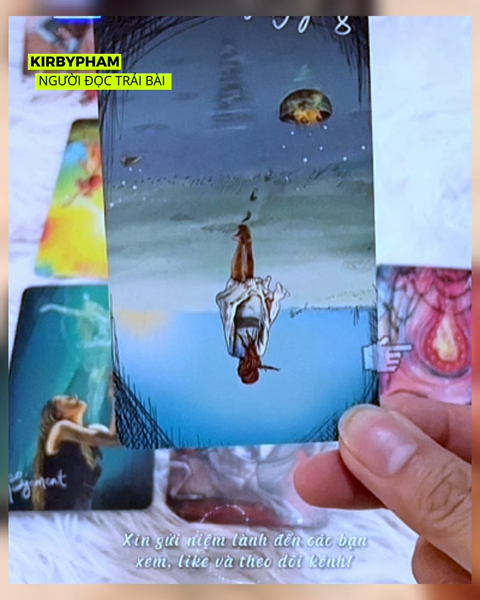 KIRBYPHAM
NGƯỜI ĐỌC TRẢI BÀI
Xin gửi niệm lành đến các bạn
xem, like và theo dõi kênh!